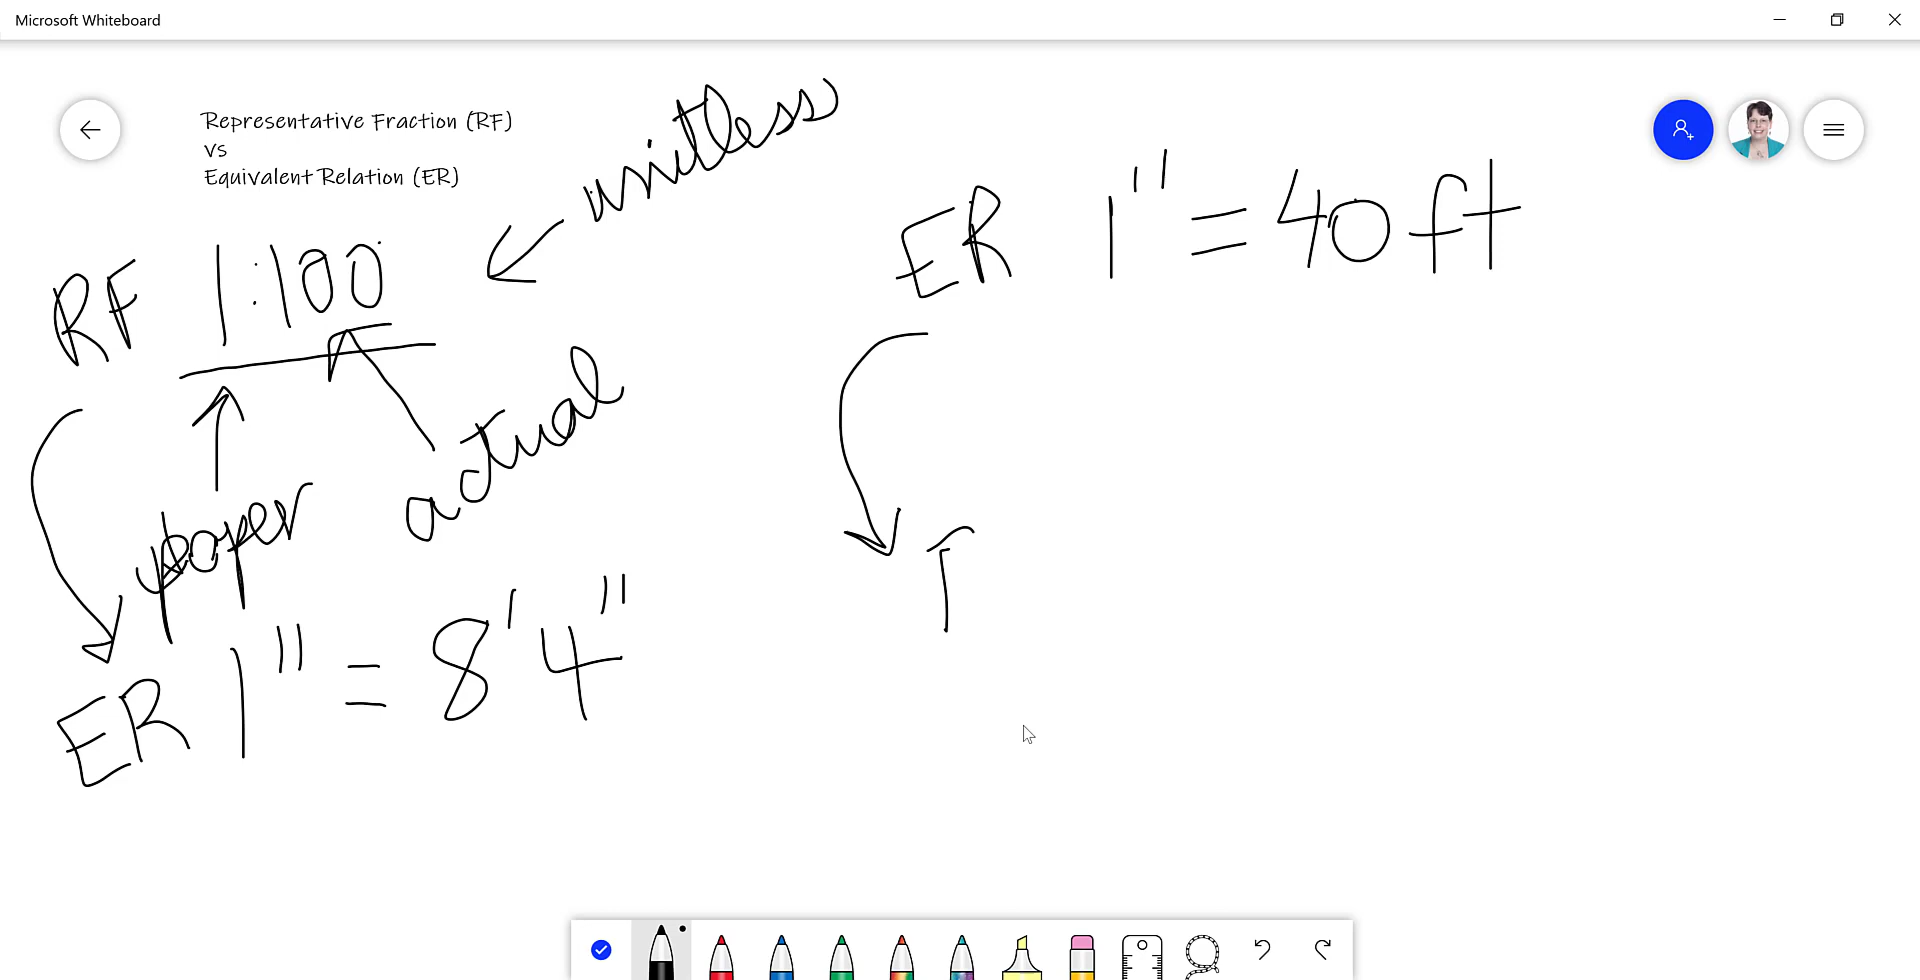 Microsoft Whiteboard
Representative Fraction (RF)
vs
Equivalent Relation (ER)
unitless
RF 1:100
paper
actual
ER 1" = 8'4"
ER 1" = 40 ft